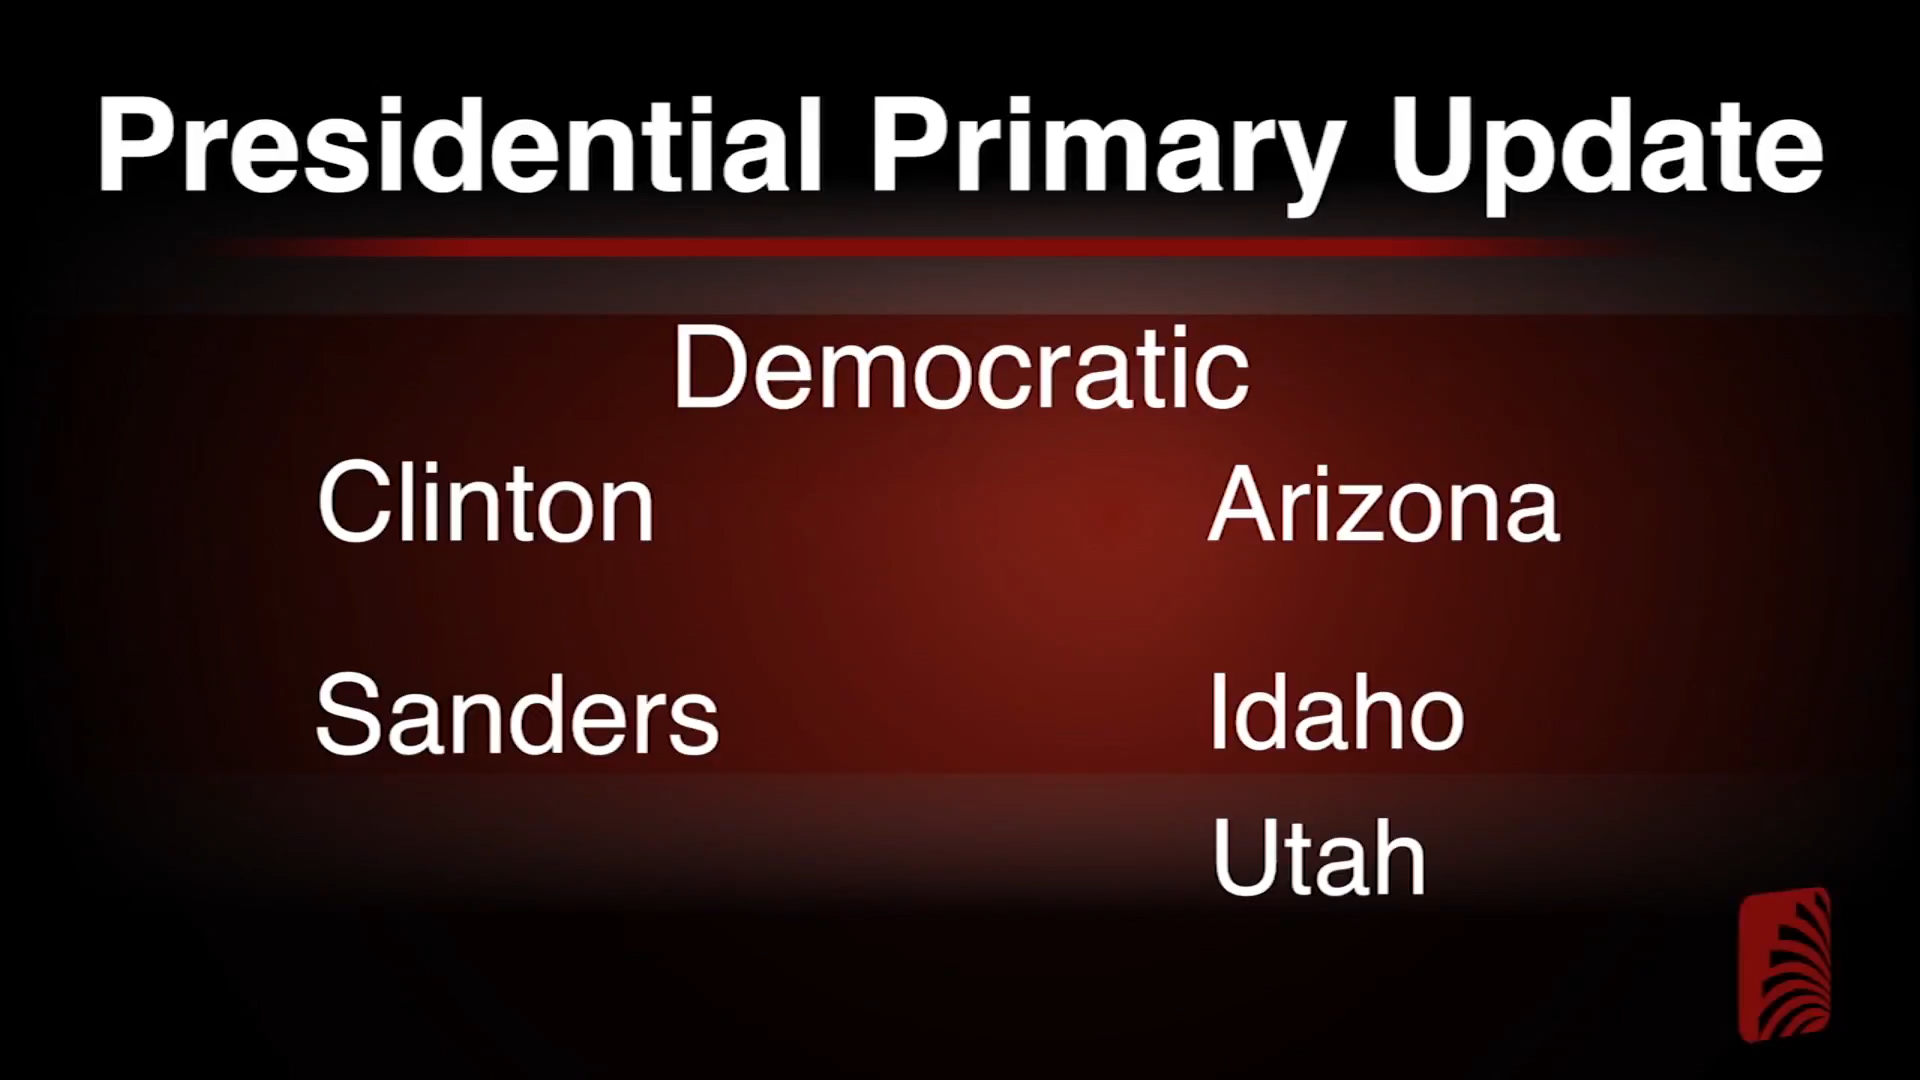 Presidential Primary Update
Democratic
Clinton Arizona
Sanders Idaho
Utah